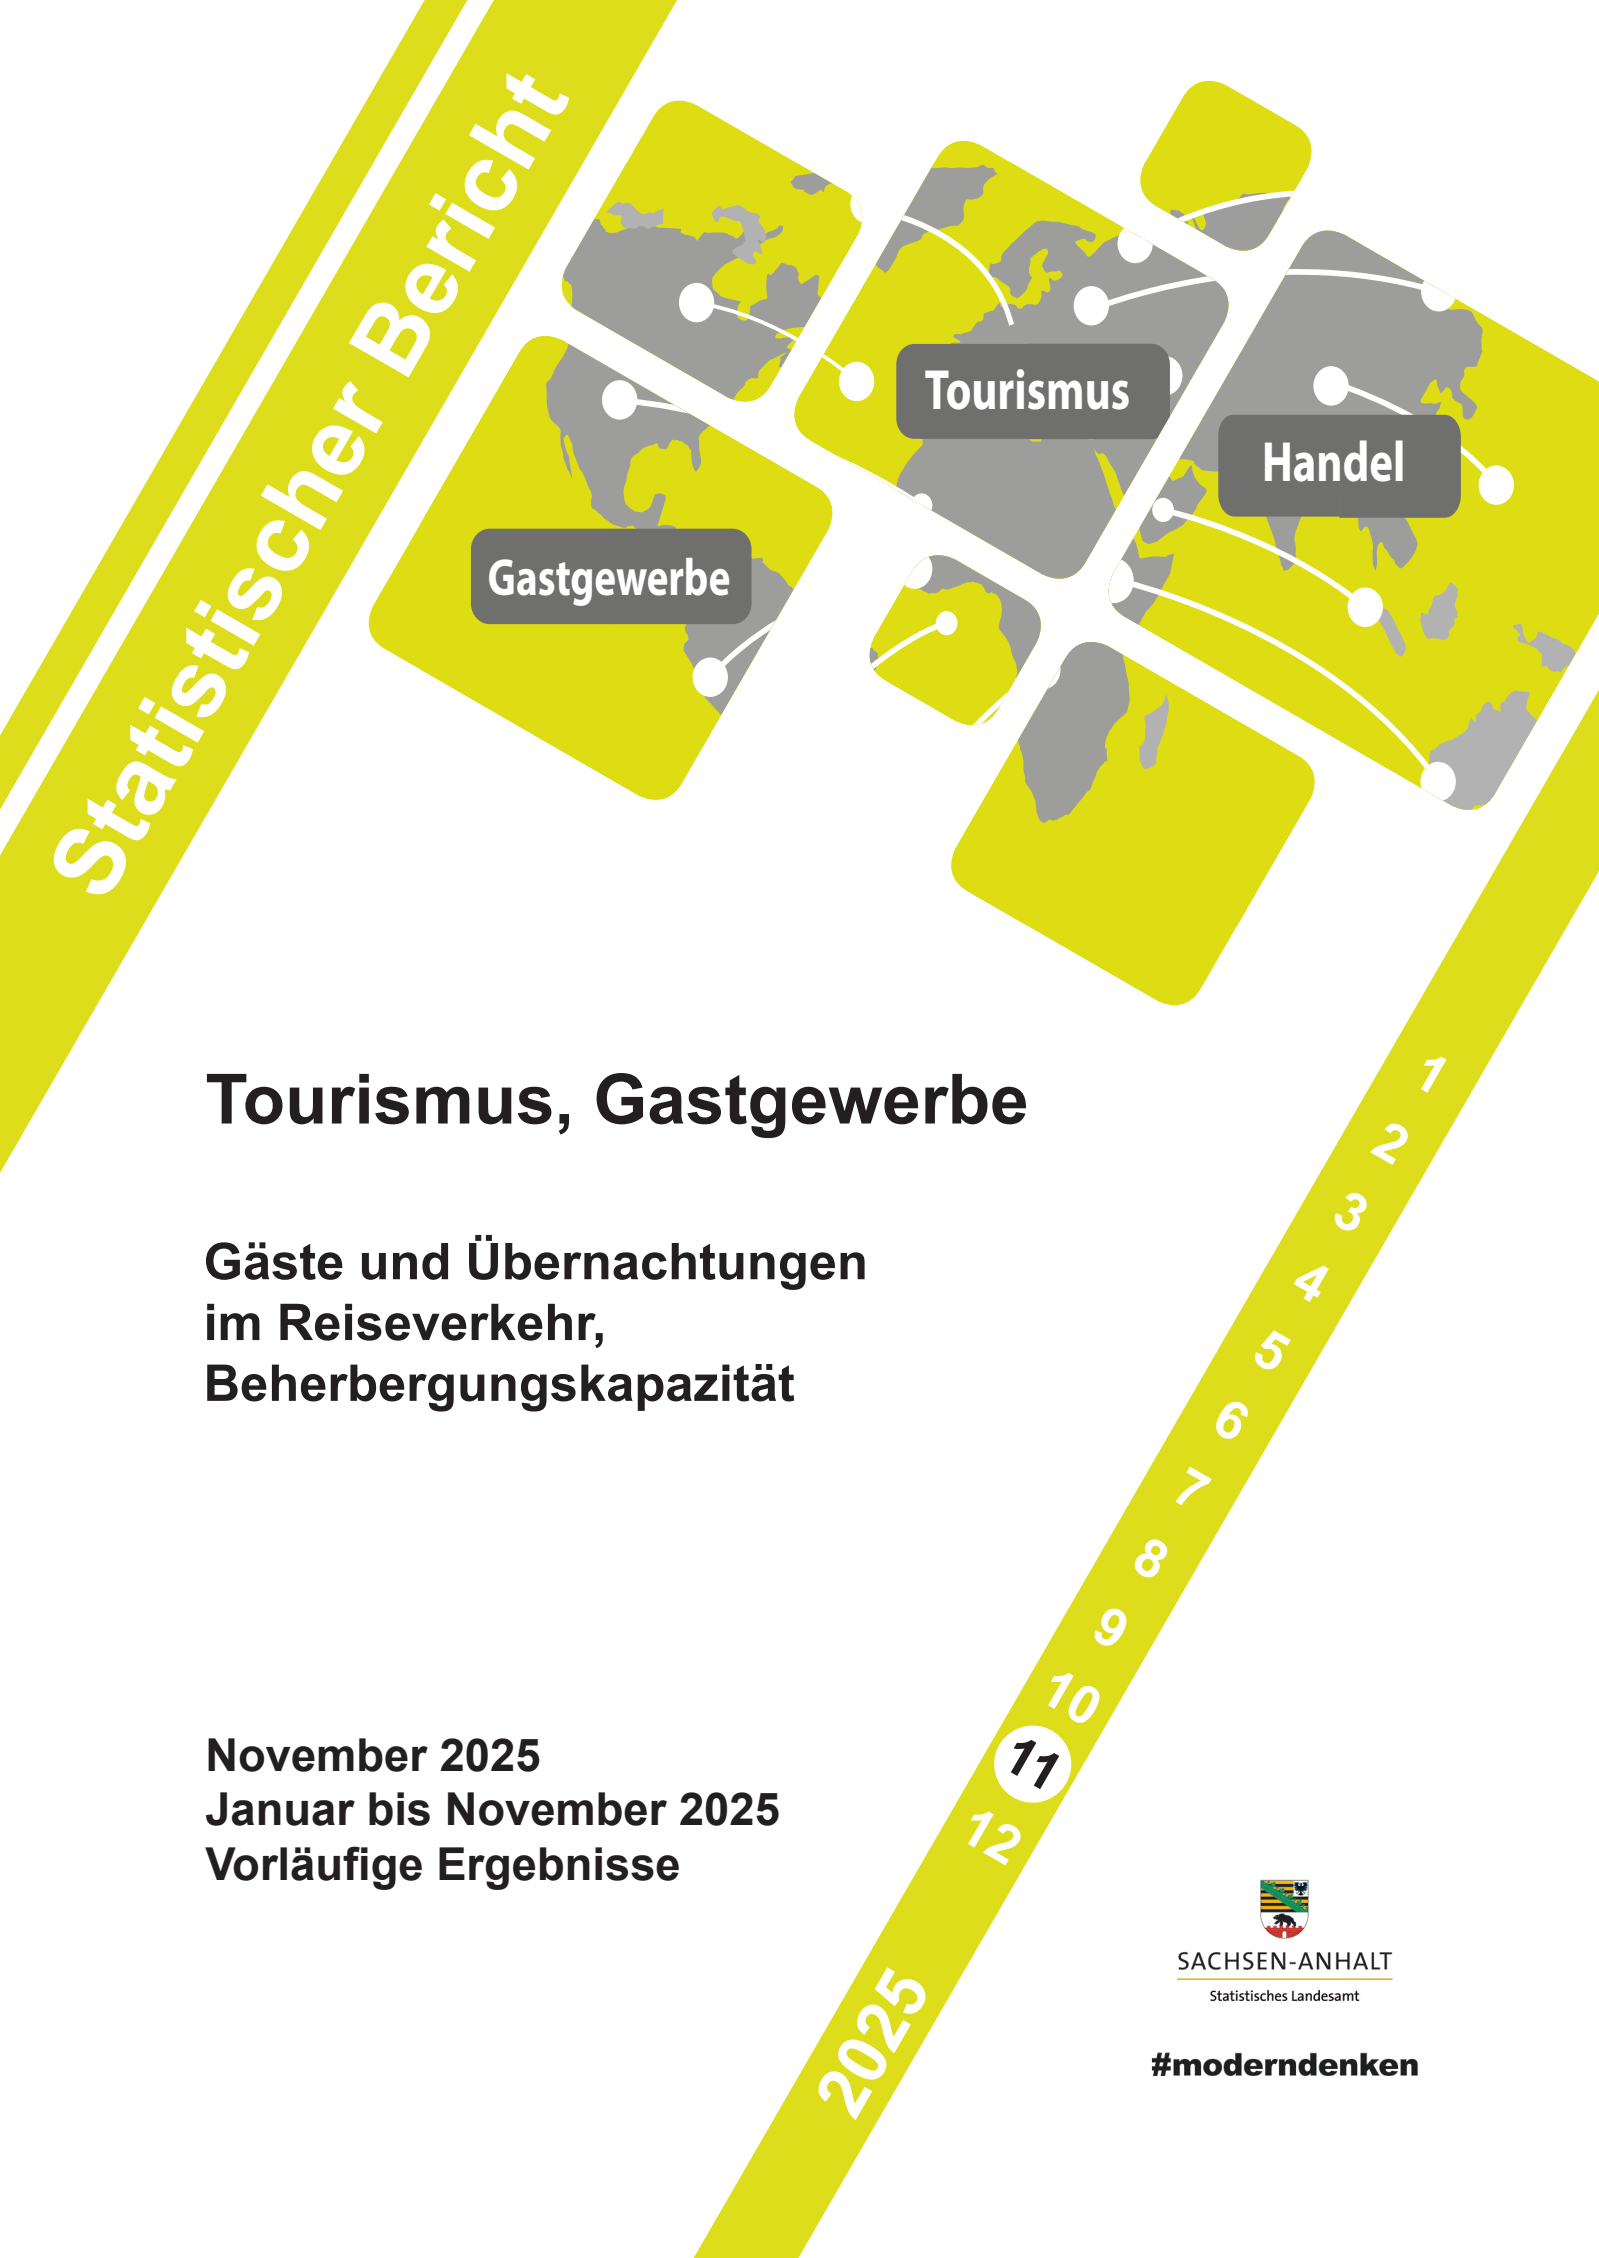 Statistischer Bericht
Tourismus
Handel
Gastgewerbe
Tourismus, Gastgewerbe
Gäste und Übernachtungen
im Reiseverkehr,
Beherbergungskapazität
1
2
3
4
5
6
7
8
9
10
11
12
2025
November 2025
Januar bis November 2025
Vorläufige Ergebnisse
SACHSEN-ANHALT
Statistisches Landesamt
#moderndenken